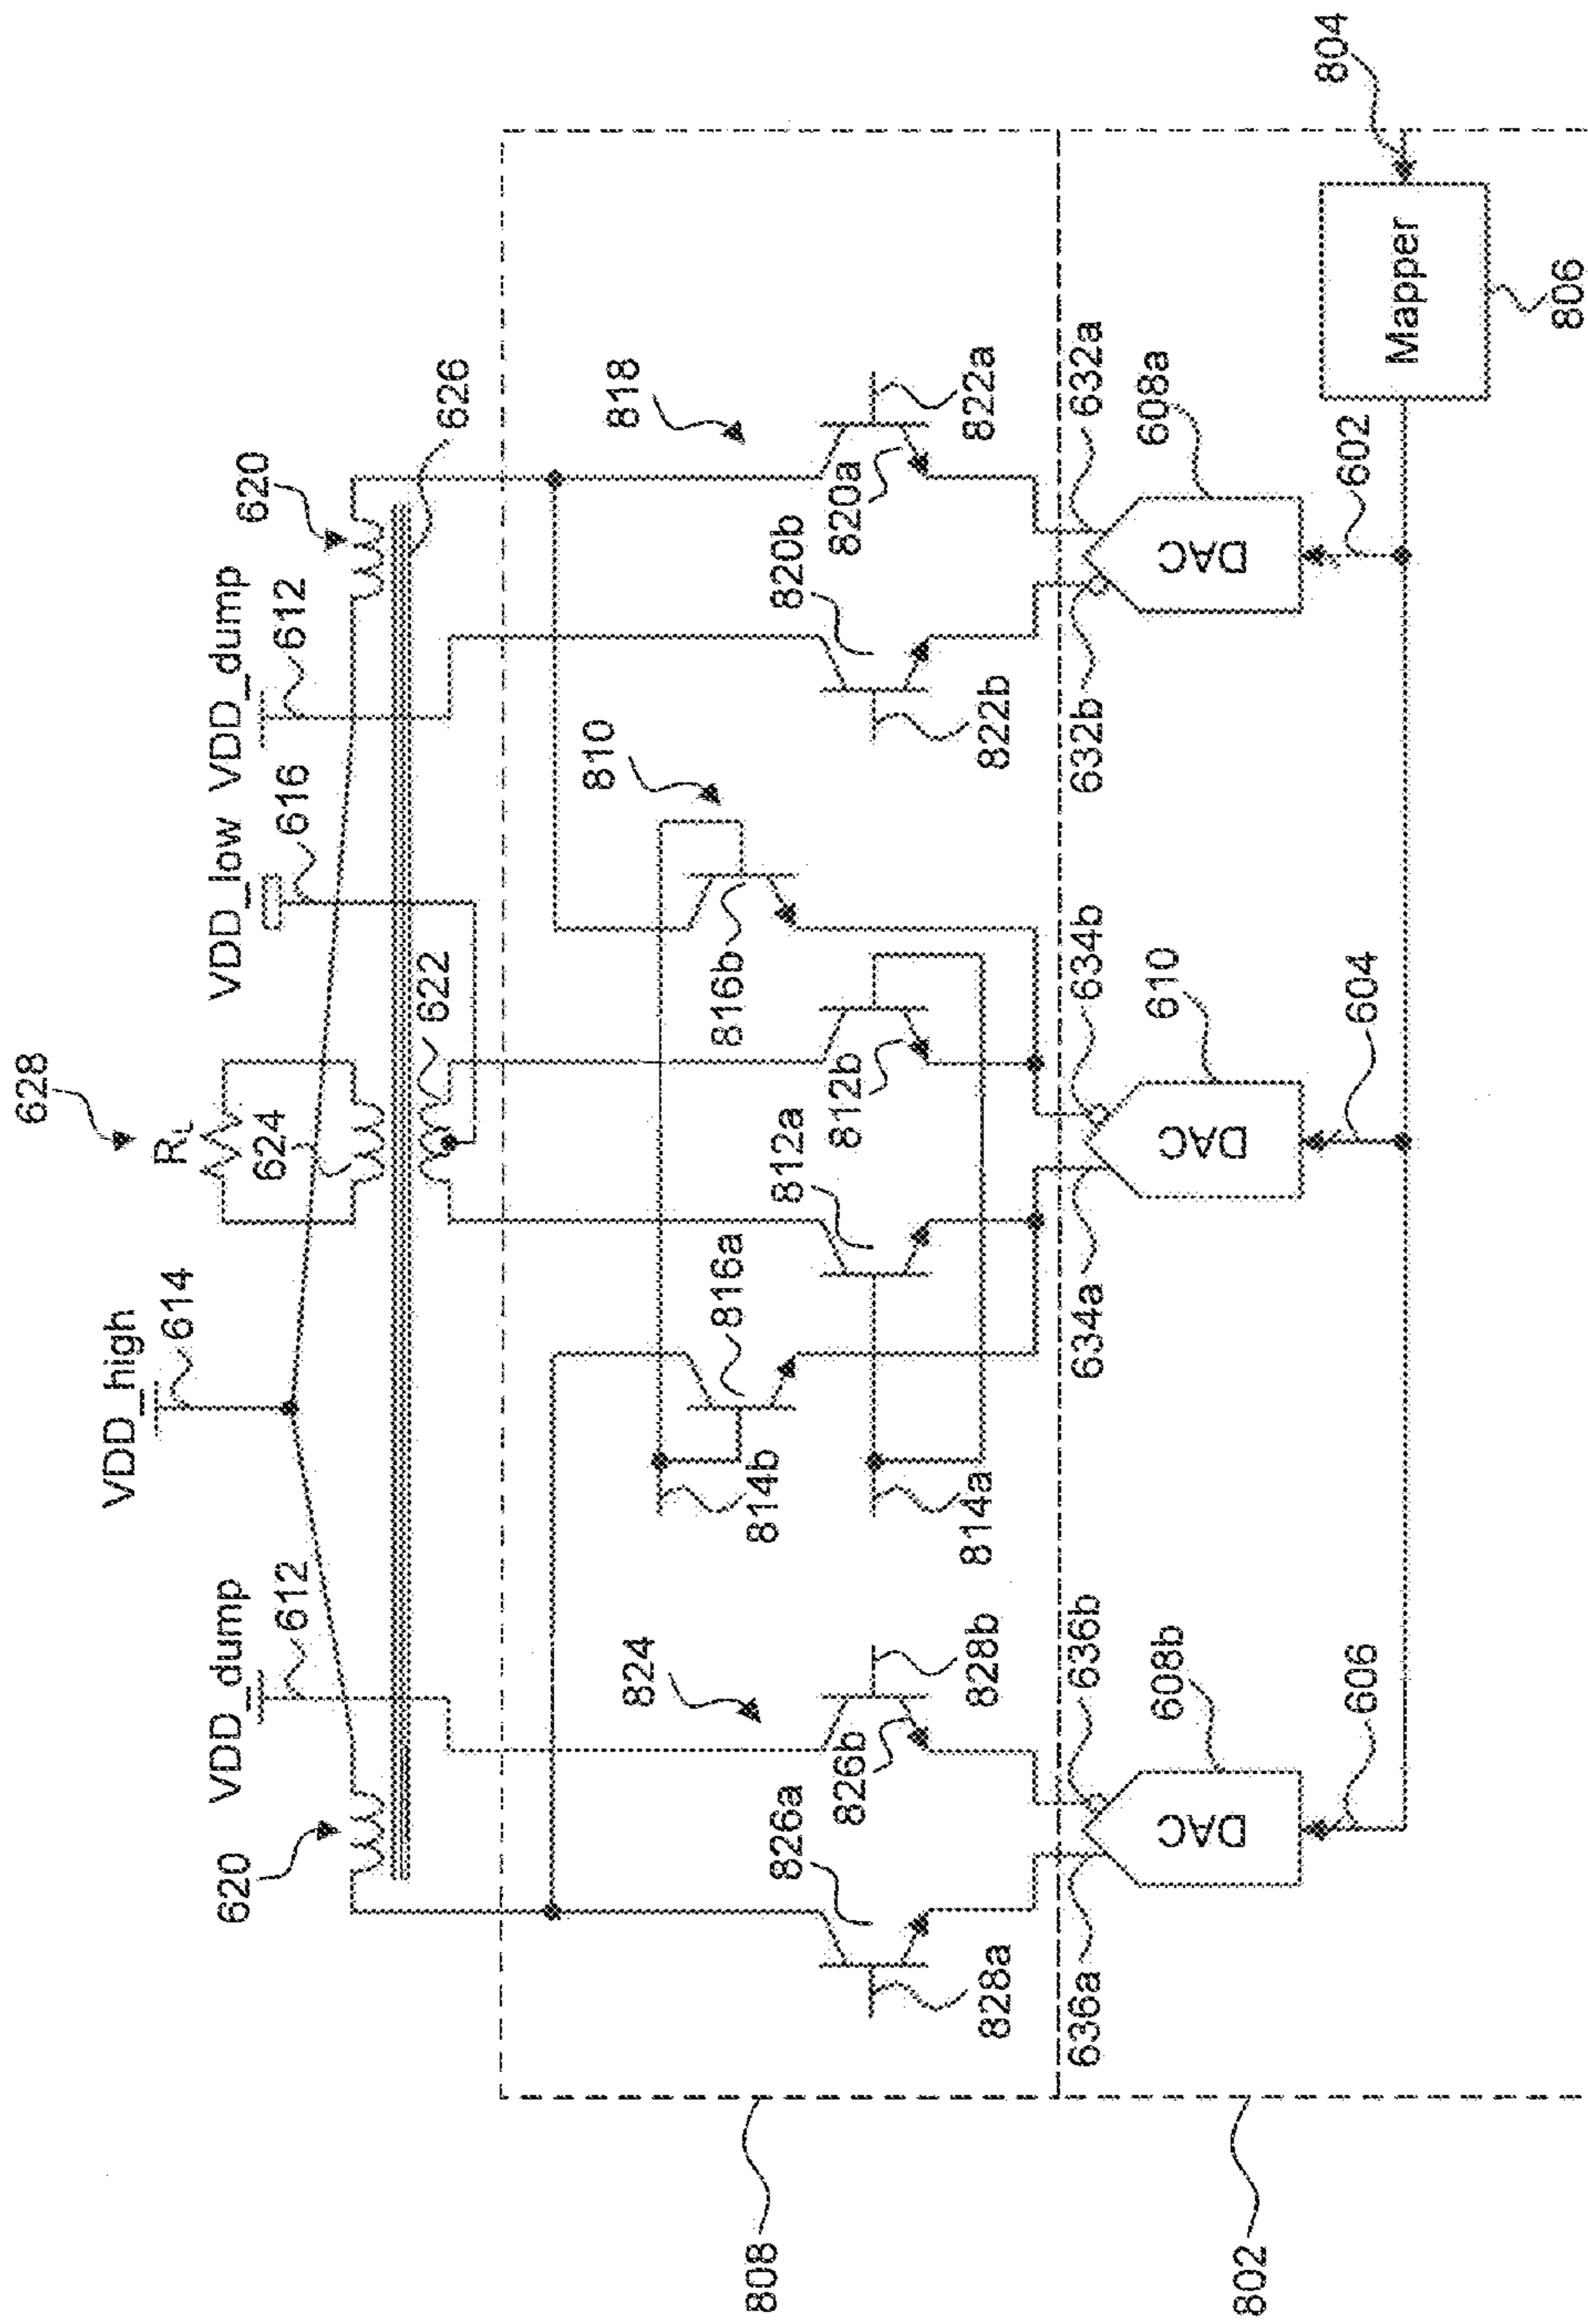 628
R_L
624
VDD_high
614
VDD_low
616
VDD_dump
612
VDD_dump
612
620
620
622
626
818
810
824
820b
820a
822a
822b
816b
812b
812a
816a
814b
814a
826a
826b
828b
828a
632a
632b
634b
634a
636b
636a
608a
DAC
602
610
DAC
604
608b
DAC
606
804
Mapper
806
808
802